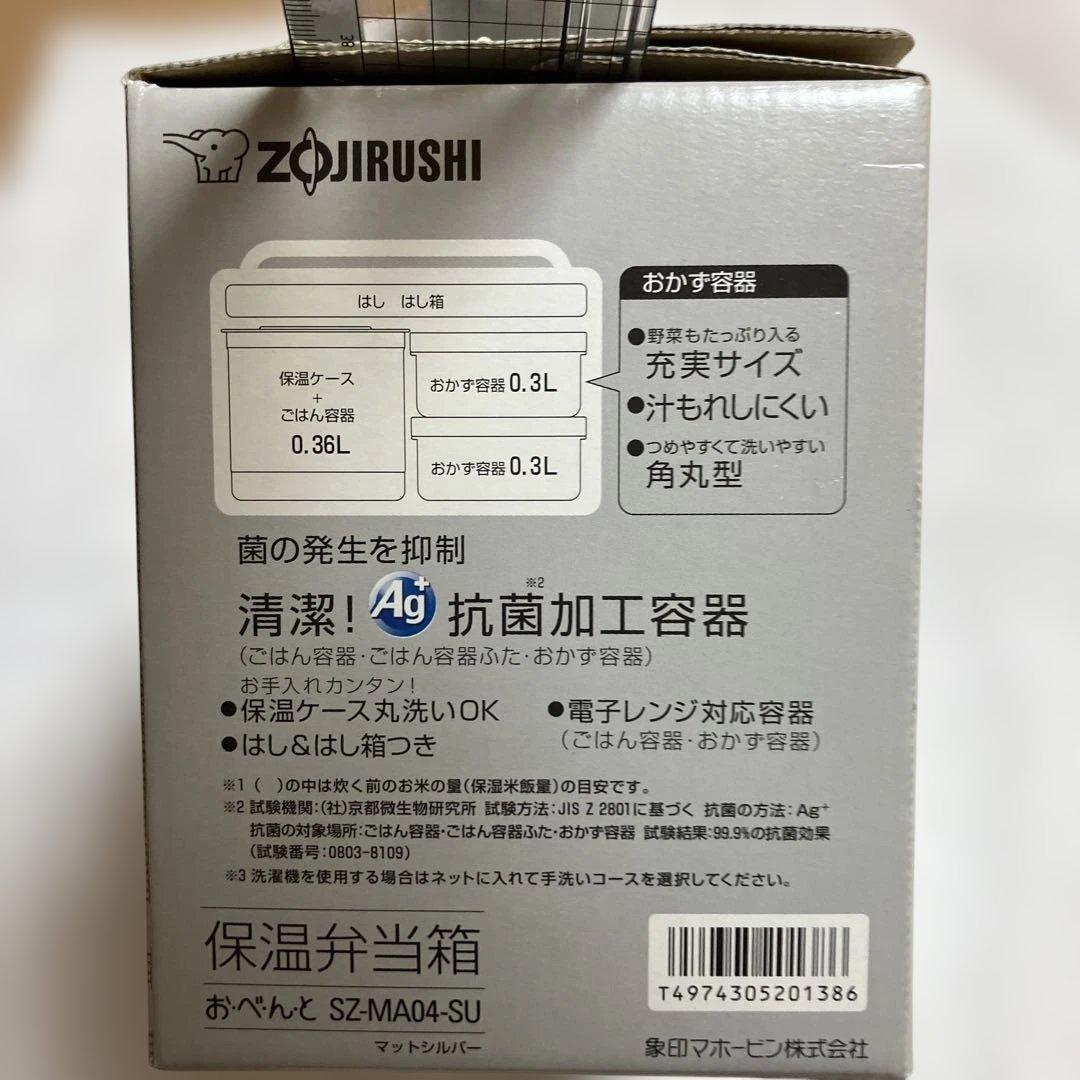 38
ZOJIRUSHI
はし はし箱
保温ケース
+
ごはん容器
0.36L
おかず容器 0.3L
おかず容器 0.3L
おかず容器
●野菜もたっぷり入る
充実サイズ
●汁もれしにくい
●つめやすくて洗いやすい
角丸型
菌の発生を抑制
清潔! Ag+ 抗菌加工容器※2
(ごはん容器・ごはん容器ふた・おかず容器)
お手入れカンタン!
●保温ケース丸洗いOK
●はし&はし箱つき
●電子レンジ対応容器
(ごはん容器・おかず容器)
※1 ( )の中は炊く前のお米の量(保湿米飯量)の目安です。
※2 試験機関:(社)京都微生物研究所 試験方法:JIS Z 2801に基づく 抗菌の方法:Ag+
抗菌の対象場所:ごはん容器・ごはん容器ふた・おかず容器 試験結果:99.9%の抗菌効果
(試験番号:0803-8109)
※3 洗濯機を使用する場合はネットに入れて手洗いコースを選択してください。
保温弁当箱
お・べ・ん・と SZ-MA04-SU
マットシルバー
T4974305201386
象印マホービン株式会社